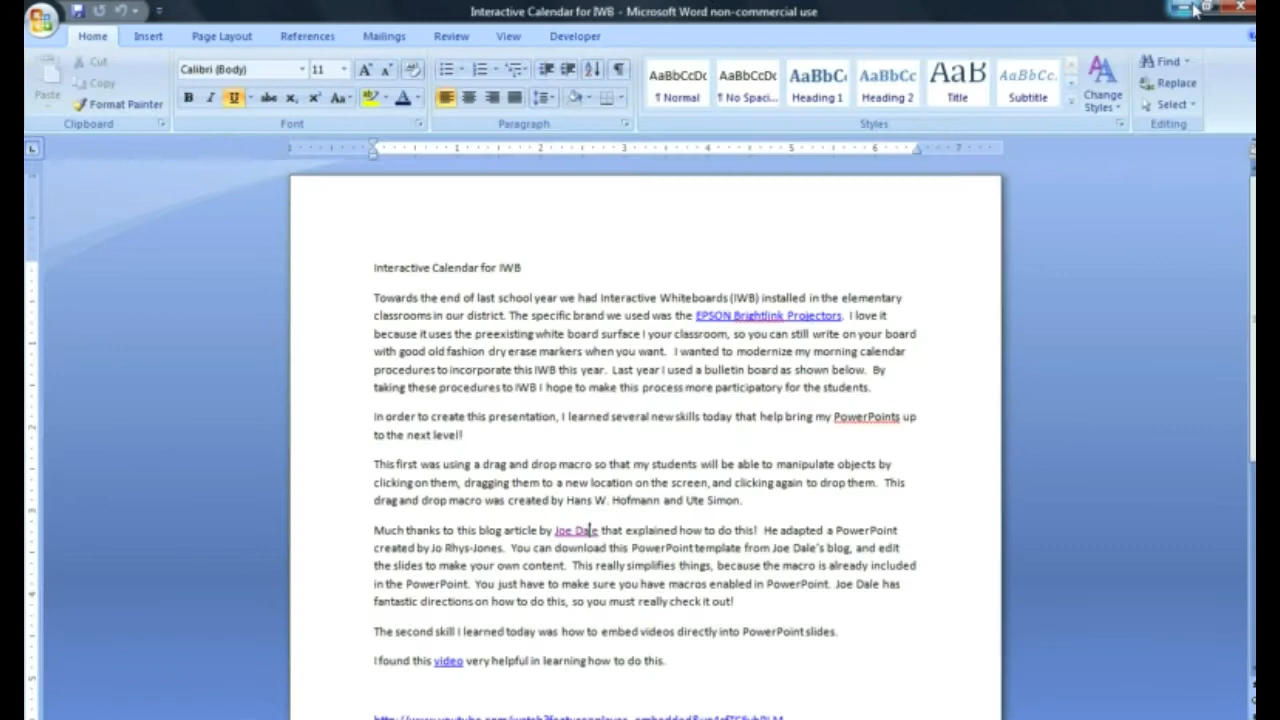 Interactive Calendar for IWB - Microsoft Word non-commercial use
Home Insert Page Layout References Mailings Review View Developer
Paste
Cut
Copy
Format Painter
Clipboard
Calibri (Body) 11
Font
Paragraph
AaBbCcDc AaBbCcDc AaBbC AaBbCc AaB AaBbCc.
¶ Normal ¶ No Spaci... Heading 1 Heading 2 Title Subtitle
Change Styles
Styles
Find
Replace
Select
Editing
1 2 3 4 5 6 7
Interactive Calendar for IWB
Towards the end of last school year we had Interactive Whiteboards (IWB) installed in the elementary
classrooms in our district. The specific brand we used was the EPSON Brightlink Projectors. I love it
because it uses the preexisting white board surface I your classroom, so you can still write on your board
with good old fashion dry erase markers when you want. I wanted to modernize my morning calendar
procedures to incorporate this IWB this year. Last year I used a bulletin board as shown below. By
taking these procedures to IWB I hope to make this process more participatory for the students.
In order to create this presentation, I learned several new skills today that help bring my PowerPoints up
to the next level!
This first was using a drag and drop macro so that my students will be able to manipulate objects by
clicking on them, dragging them to a new location on the screen, and clicking again to drop them. This
drag and drop macro was created by Hans W. Hofmann and Ute Simon.
Much thanks to this blog article by Joe Dale that explained how to do this! He adapted a PowerPoint
created by Jo Rhys-Jones. You can download this PowerPoint template from Joe Dale's blog, and edit
the slides to make your own content. This really simplifies things, because the macro is already included
in the PowerPoint. You just have to make sure you have macros enabled in PowerPoint. Joe Dale has
fantastic directions on how to do this, so you must really check it out!
The second skill I learned today was how to embed videos directly into PowerPoint slides.
I found this video very helpful in learning how to do this.